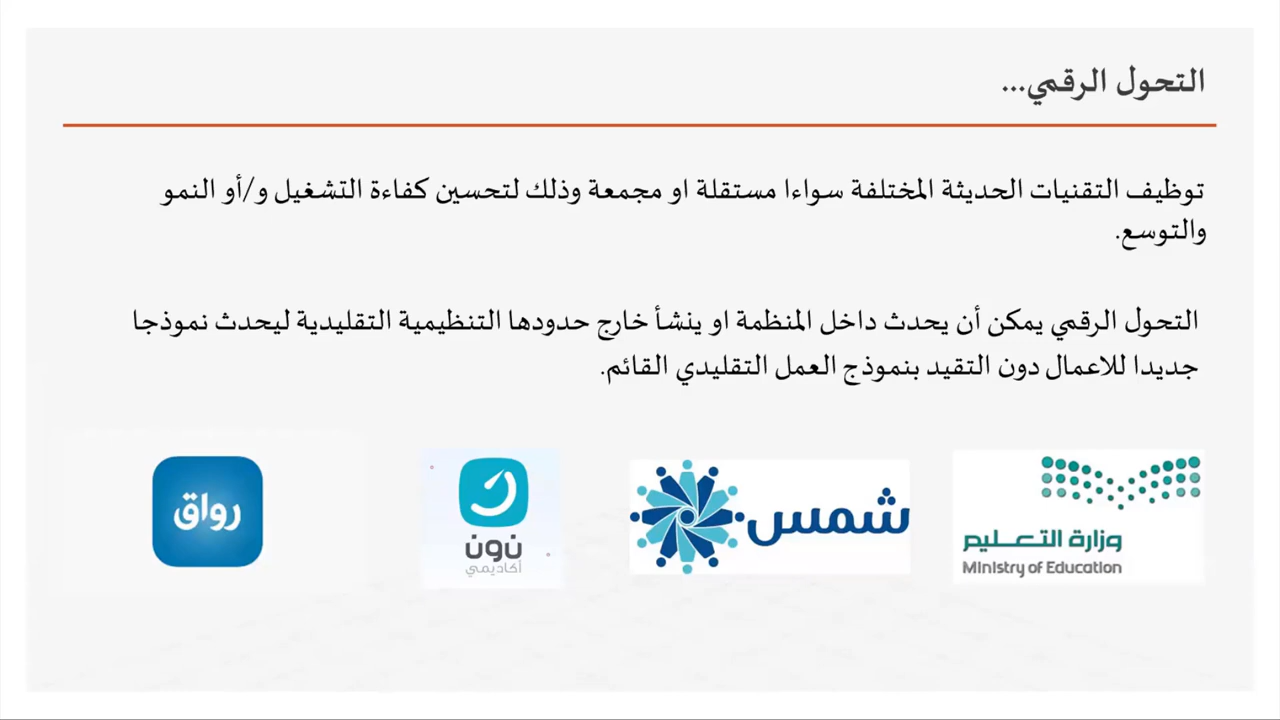 التحول الرقمي...
توظيف التقنيات الحديثة المختلفة سواءا مستقلة او مجمعة وذلك لتحسين كفاءة التشغيل و/أو النمو
والتوسع.
التحول الرقمي يمكن أن يحدث داخل المنظمة او ينشأ خارج حدودها التنظيمية التقليدية ليحدث نموذجا
جديدا للاعمال دون التقيد بنموذج العمل التقليدي القائم.
وزارة التعليم
Ministry of Education
شمس
نون
أكاديمي
رواق